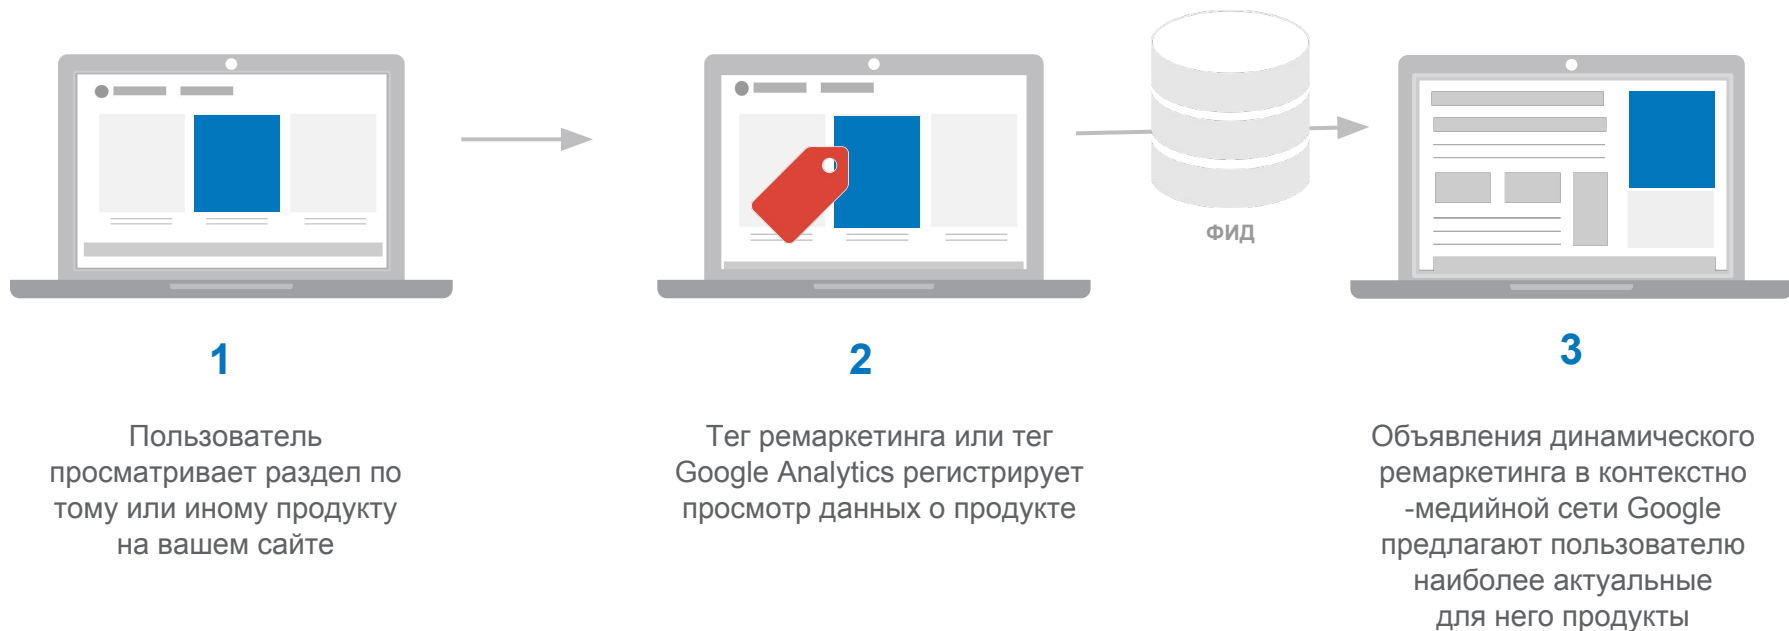 ФИД
1
Пользователь
просматривает раздел по
тому или иному продукту
на вашем сайте
2
Тег ремаркетинга или тег
Google Analytics регистрирует
просмотр данных о продукте
3
Объявления динамического
ремаркетинга в контекстно
-медийной сети Google
предлагают пользователю
наиболее актуальные
для него продукты